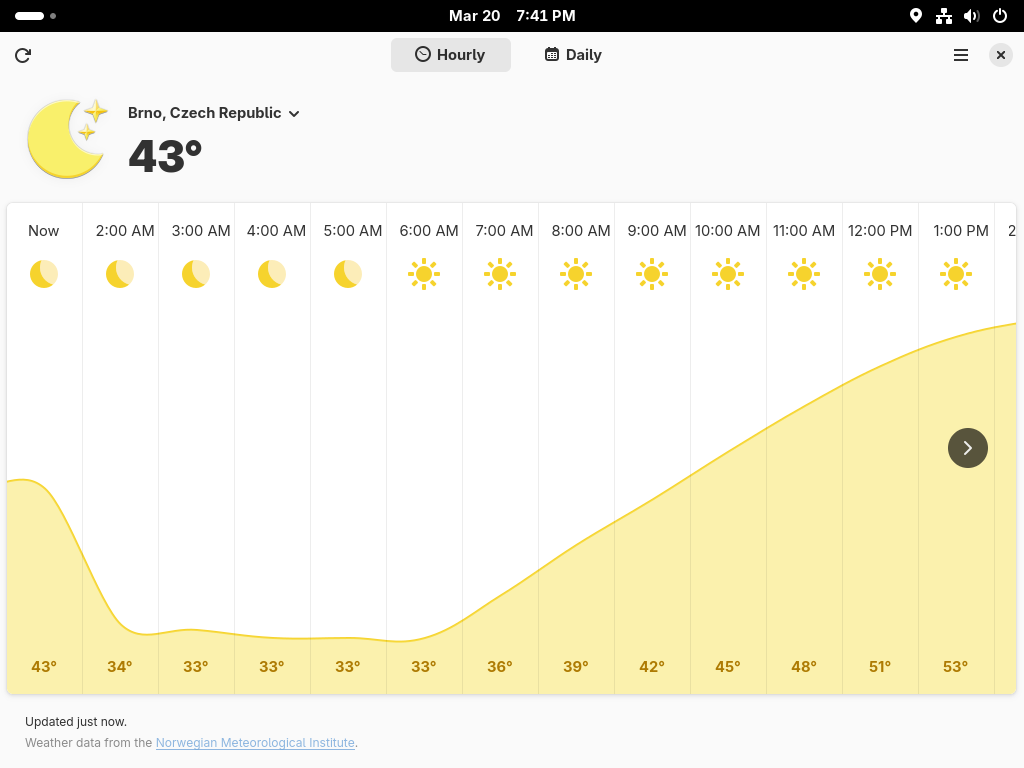 Mar 20 7:41 PM
Hourly Daily
Brno, Czech Republic
43°
Now 2:00 AM 3:00 AM 4:00 AM 5:00 AM 6:00 AM 7:00 AM 8:00 AM 9:00 AM 10:00 AM 11:00 AM 12:00 PM 1:00 PM 2
43° 34° 33° 33° 33° 33° 36° 39° 42° 45° 48° 51° 53°
Updated just now.
Weather data from the Norwegian Meteorological Institute.